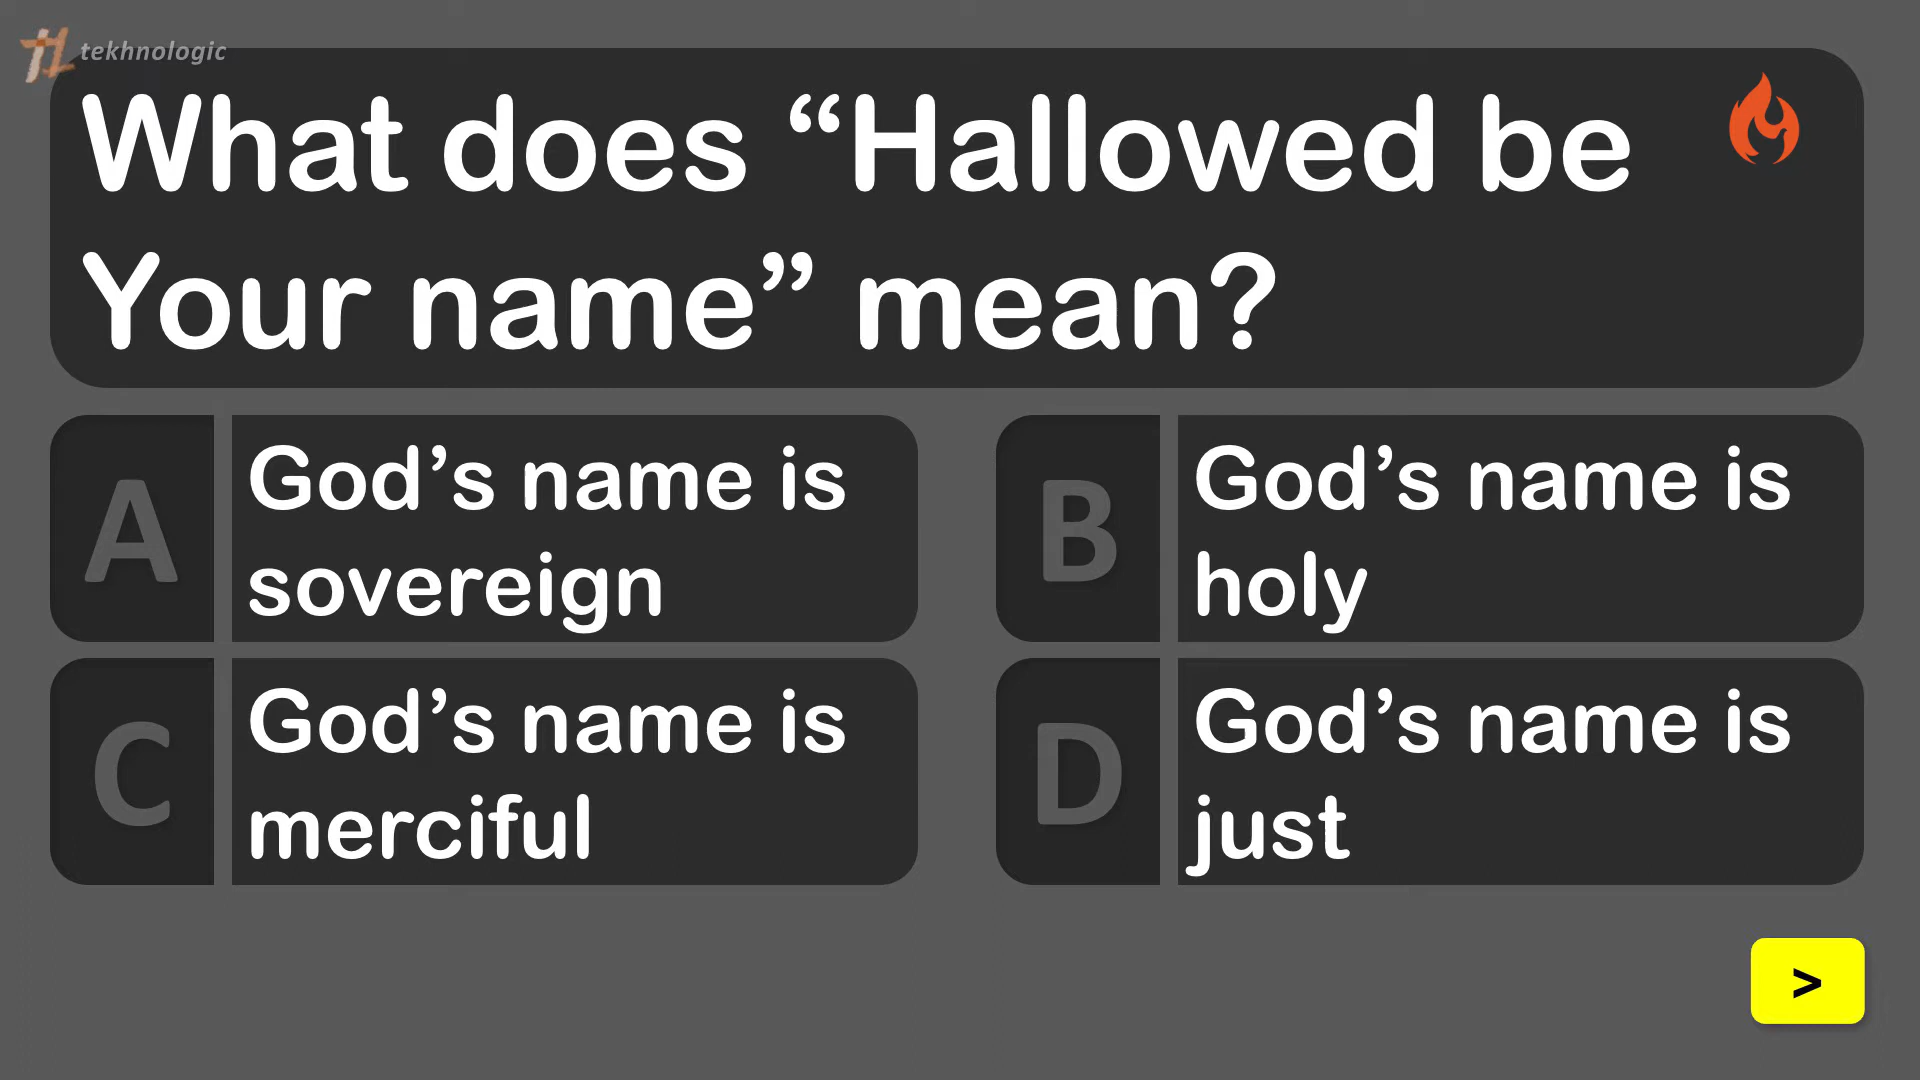 tekhnologic
What does “Hallowed be
Your name” mean?
A
God’s name is
sovereign
B
God’s name is
holy
C
God’s name is
merciful
D
God’s name is
just
>